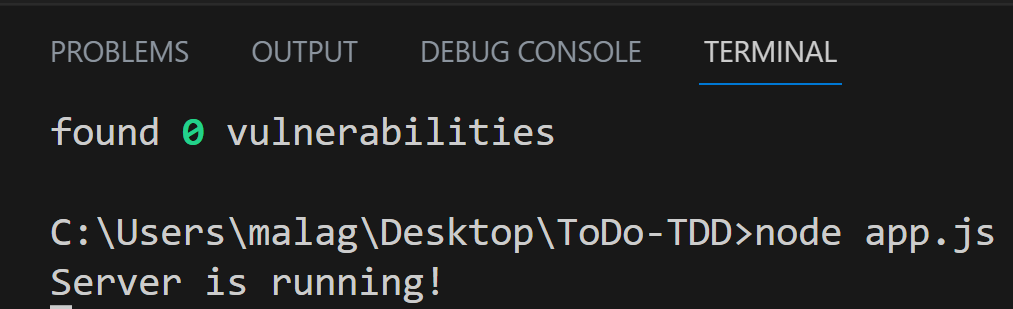 PROBLEMS OUTPUT DEBUG CONSOLE TERMINAL
found 0 vulnerabilities
C:\Users\malag\Desktop\ToDo-TDD>node app.js
Server is running!